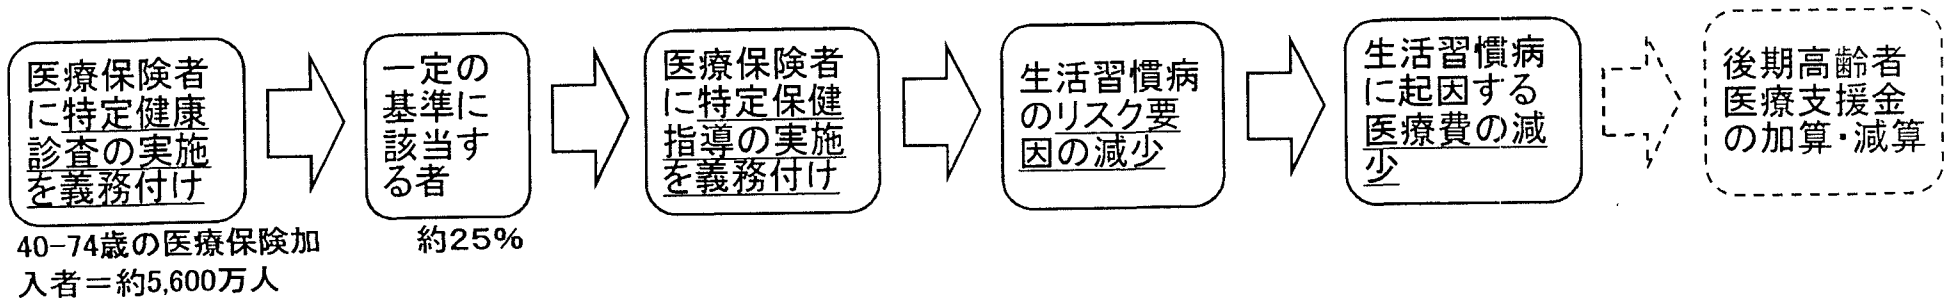 医療保険者
に特定健康
診査の実施
を義務付け
40-74歳の医療保険加
入者＝約5,600万人
一定の
基準に
該当す
る者
約25%
医療保険者
に特定保健
指導の実施
を義務付け
生活習慣病
のリスク要
因の減少
生活習慣病
に起因する
医療費の減
少
後期高齢者
医療支援金
の加算・減算